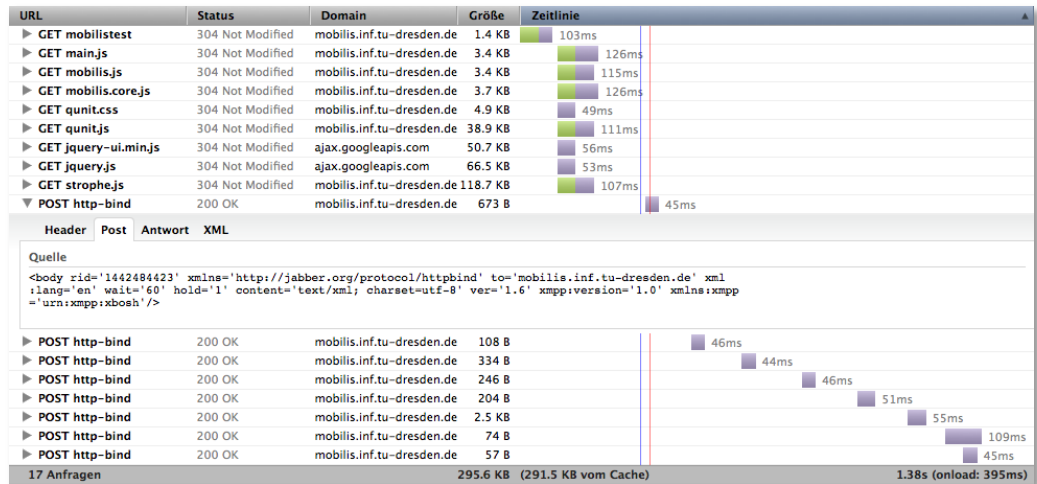 URL Status Domain Größe Zeitlinie
GET mobilistest 304 Not Modified mobilis.inf.tu-dresden.de 1.4 KB 103ms
GET main.js 304 Not Modified mobilis.inf.tu-dresden.de 3.4 KB 126ms
GET mobilis.js 304 Not Modified mobilis.inf.tu-dresden.de 3.4 KB 115ms
GET mobilis.core.js 304 Not Modified mobilis.inf.tu-dresden.de 3.7 KB 126ms
GET qunit.css 304 Not Modified mobilis.inf.tu-dresden.de 4.9 KB 49ms
GET qunit.js 304 Not Modified mobilis.inf.tu-dresden.de 38.9 KB 111ms
GET jquery-ui.min.js 304 Not Modified ajax.googleapis.com 50.7 KB 56ms
GET jquery.js 304 Not Modified ajax.googleapis.com 66.5 KB 53ms
GET strophe.js 304 Not Modified mobilis.inf.tu-dresden.de 118.7 KB 107ms
POST http-bind 200 OK mobilis.inf.tu-dresden.de 673 B 45ms
Header Post Antwort XML
Quelle
<body rid='1442484423' xmlns='http://jabber.org/protocol/httpbind' to='mobilis.inf.tu-dresden.de' xml
:lang='en' wait='60' hold='1' content='text/xml; charset=utf-8' ver='1.6' xmpp:version='1.0' xmlns:xmpp
='urn:xmpp:xbosh'/>
POST http-bind 200 OK mobilis.inf.tu-dresden.de 108 B 46ms
POST http-bind 200 OK mobilis.inf.tu-dresden.de 334 B 44ms
POST http-bind 200 OK mobilis.inf.tu-dresden.de 246 B 46ms
POST http-bind 200 OK mobilis.inf.tu-dresden.de 204 B 51ms
POST http-bind 200 OK mobilis.inf.tu-dresden.de 2.5 KB 55ms
POST http-bind 200 OK mobilis.inf.tu-dresden.de 74 B 109ms
POST http-bind 200 OK mobilis.inf.tu-dresden.de 57 B 45ms
17 Anfragen 295.6 KB (291.5 KB vom Cache) 1.38s (onload: 395ms)